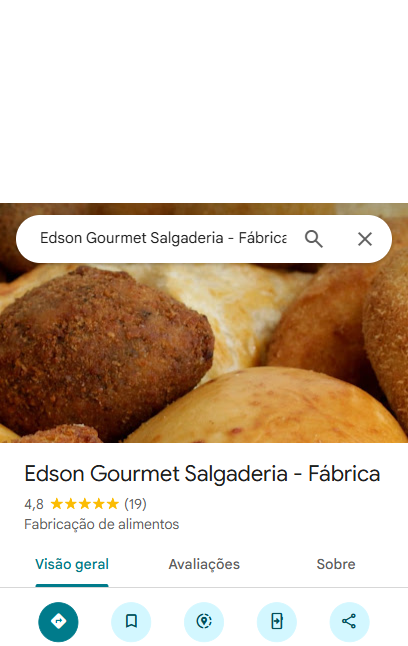 Edson Gourmet Salgaderia - Fábrica
Edson Gourmet Salgaderia - Fábrica
4,8 (19)
Fabricação de alimentos
Visão geral Avaliações Sobre